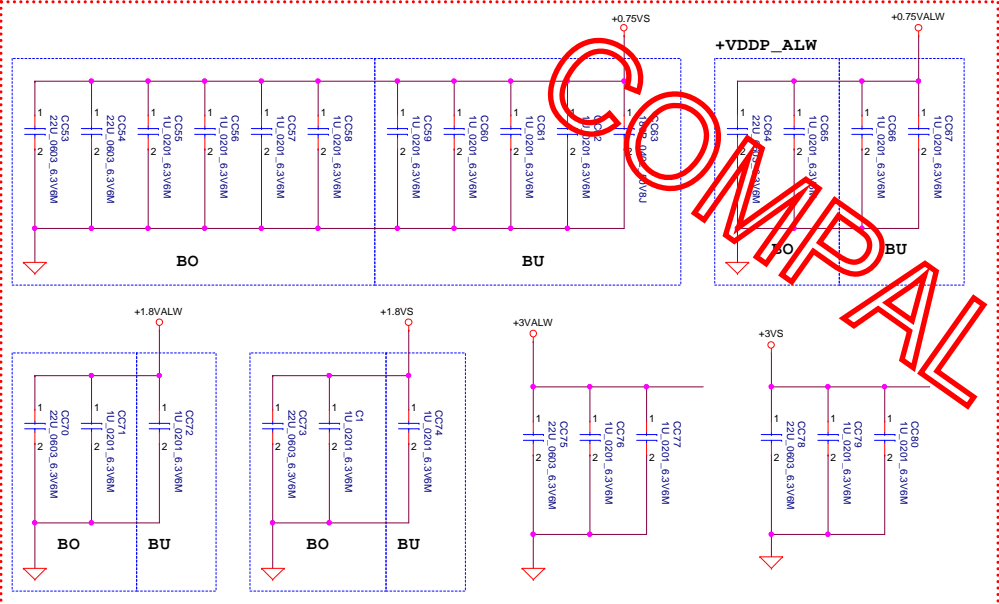 +0.75VS
+0.75VALW
+VDDP_ALW
1
2
CC53
22U_0603_6.3V6M
1
2
CC54
22U_0603_6.3V6M
1
2
CC55
1U_0201_6.3V6M
1
2
CC56
1U_0201_6.3V6M
1
2
CC57
1U_0201_6.3V6M
1
2
CC58
1U_0201_6.3V6M
1
2
CC59
1U_0201_6.3V6M
1
2
CC60
1U_0201_6.3V6M
1
2
CC61
1U_0201_6.3V6M
1
2
1U_0201_6.3V6M
1
2
CC63
1
2
CC64
1
2
CC65
1U_0201_6.3V6M
1
2
CC66
1U_0201_6.3V6M
1
2
CC67
1U_0201_6.3V6M
BO
BU
BO
BU
COMPAL
+1.8VALW
+1.8VS
+3VALW
+3VS
1
2
CC70
22U_0603_6.3V6M
1
2
CC71
1U_0201_6.3V6M
1
2
CC72
1U_0201_6.3V6M
1
2
CC73
22U_0603_6.3V6M
1
2
C1
1U_0201_6.3V6M
1
2
CC74
1U_0201_6.3V6M
1
2
CC75
22U_0603_6.3V6M
1
2
CC76
1U_0201_6.3V6M
1
2
CC77
1U_0201_6.3V6M
1
2
CC78
22U_0603_6.3V6M
1
2
CC79
1U_0201_6.3V6M
1
2
CC80
1U_0201_6.3V6M
BO
BU
BO
BU